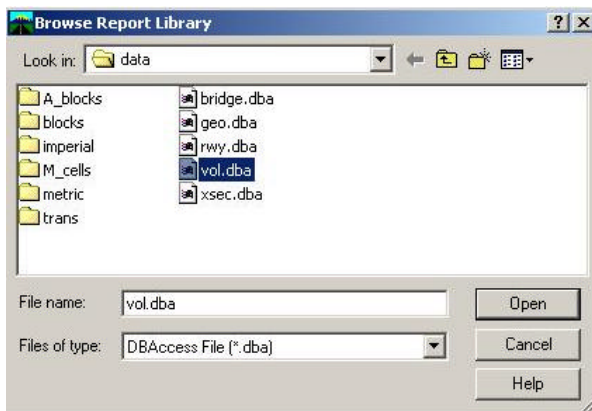 Browse Report Library
Look in: data
A_blocks
blocks
imperial
M_cells
metric
trans
bridge.dba
geo.dba
rwy.dba
vol.dba
xsec.dba
File name: vol.dba Open
Files of type: DBAccess File (*.dba) Cancel
Help